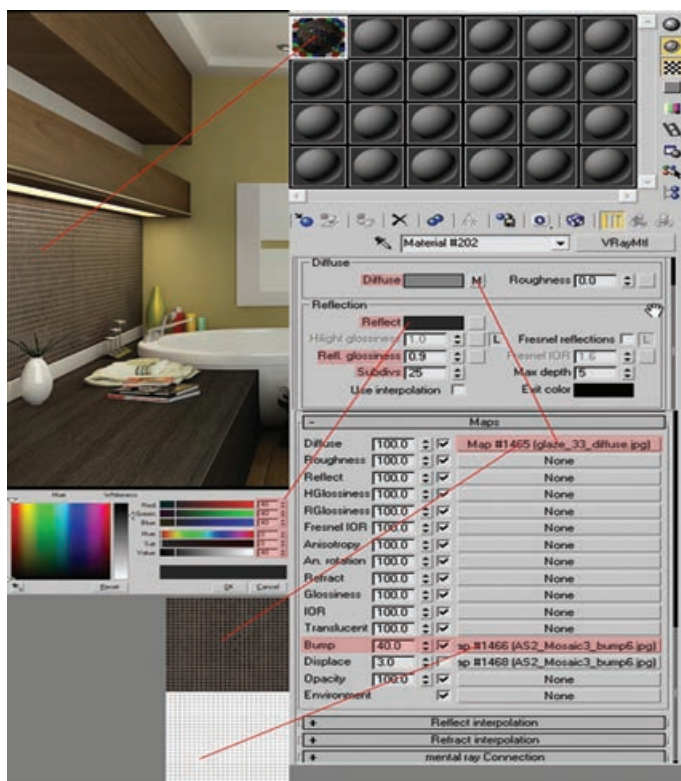 Material #202
VRayMtl
Diffuse
Diffuse M Roughness 0.0
Reflection
Reflect
Hilight glossiness 1.0 L Fresnel reflections L
Refl. glossiness 0.9 Fresnel IOR 1.6
Subdivs 25 Max depth 5
Use interpolation Exit color
- Maps
Diffuse 100.0 Map #1465 (glaze_33_diffuse.jpg)
Roughness 100.0 None
Reflect 100.0 None
HGlossiness 100.0 None
RGlossiness 100.0 None
Fresnel IOR 100.0 None
Anisotropy 100.0 None
An. rotation 100.0 None
Refract 100.0 None
Glossiness 100.0 None
IOR 100.0 None
Translucent 100.0 None
Bump 40.0 ap #1466 (AS2_Mosaic3_bump6.jpg)
Displace 3.0 ap #1468 (AS2_Mosaic3_bump6.jpg)
Opacity 100.0 None
Environment None
+ Reflect interpolation
+ Refract interpolation
+ mental ray Connection
Hue Whiteness
Red
Green
Blue
Hue
Sat
Value
Reset OK Cancel